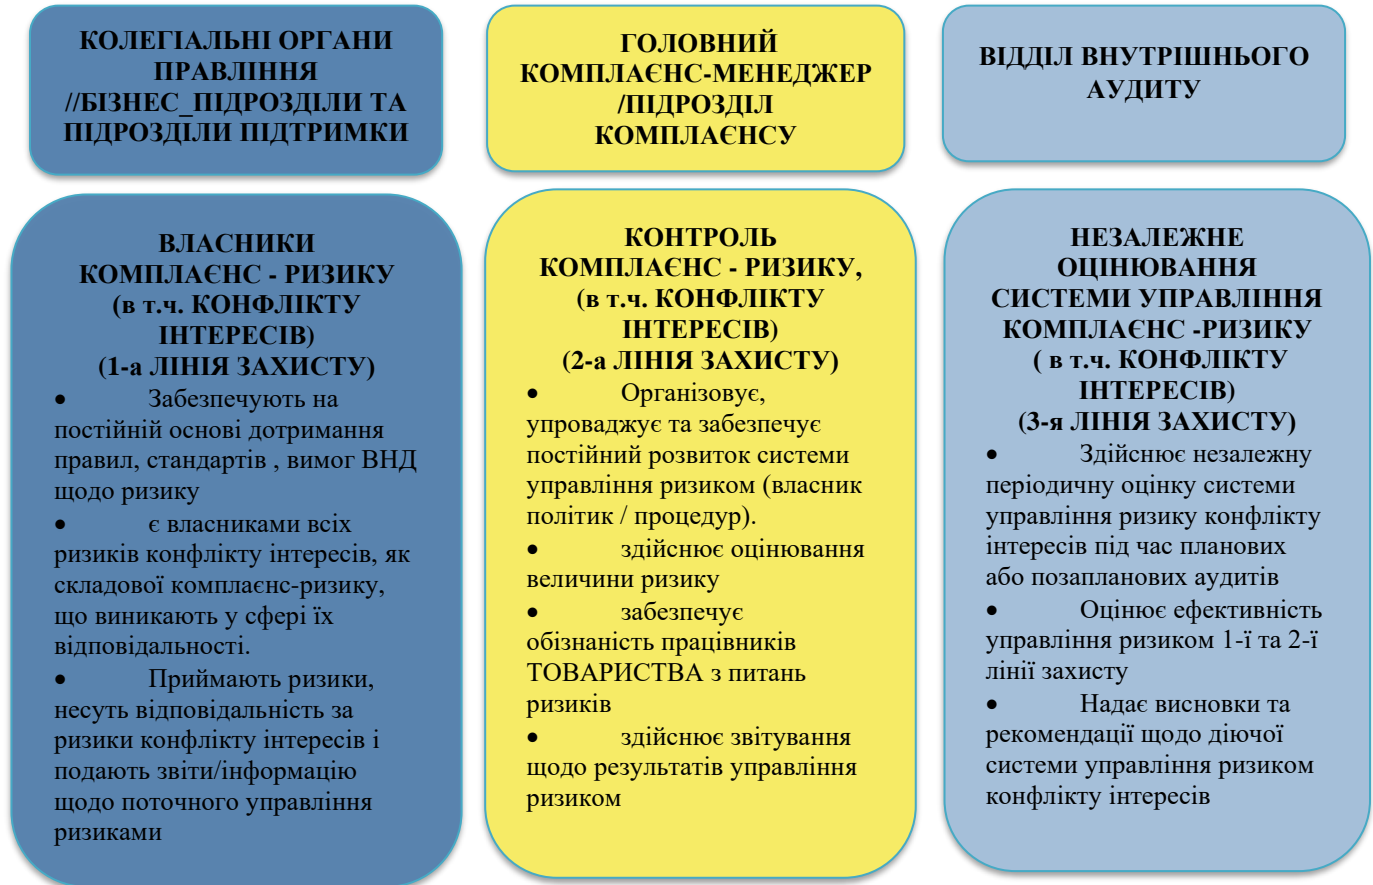 КОЛЕГІАЛЬНІ ОРГАНИ
ПРАВЛІННЯ
//БІЗНЕС_ПІДРОЗДІЛИ ТА
ПІДРОЗДІЛИ ПІДТРИМКИ
ГОЛОВНИЙ
КОМПЛАЄНС-МЕНЕДЖЕР
/ПІДРОЗДІЛ
КОМПЛАЄНСУ
ВІДДІЛ ВНУТРІШНЬОГО
АУДИТУ
ВЛАСНИКИ
КОМПЛАЄНС - РИЗИКУ
(в т.ч. КОНФЛІКТУ
ІНТЕРЕСІВ)
(1-а ЛІНІЯ ЗАХИСТУ)
• Забезпечують на
постійній основі дотримання
правил, стандартів , вимог ВНД
щодо ризику
• є власниками всіх
ризиків конфлікту інтересів, як
складової комплаєнс-ризику,
що виникають у сфері їх
відповідальності.
• Приймають ризики,
несуть відповідальність за
ризики конфлікту інтересів і
подають звіти/інформацію
щодо поточного управління
ризиками
КОНТРОЛЬ
КОМПЛАЄНС - РИЗИКУ,
(в т.ч. КОНФЛІКТУ
ІНТЕРЕСІВ)
(2-а ЛІНІЯ ЗАХИСТУ)
• Організовує,
упроваджує та забезпечує
постійний розвиток системи
управління ризиком (власник
політик / процедур).
• здійснює оцінювання
величини ризику
• забезпечує
обізнаність працівників
ТОВАРИСТВА з питань
ризиків
• здійснює звітування
щодо результатів управління
ризиком
НЕЗАЛЕЖНЕ
ОЦІНЮВАННЯ
СИСТЕМИ УПРАВЛІННЯ
КОМПЛАЄНС -РИЗИКУ
( в т.ч. КОНФЛІКТУ
ІНТЕРЕСІВ)
(3-я ЛІНІЯ ЗАХИСТУ)
• Здійснює незалежну
періодичну оцінку системи
управління ризику конфлікту
інтересів під час планових
або позапланових аудитів
• Оцінює ефективність
управління ризиком 1-ї та 2-ї
лінії захисту
• Надає висновки та
рекомендації щодо діючої
системи управління ризиком
конфлікту інтересів